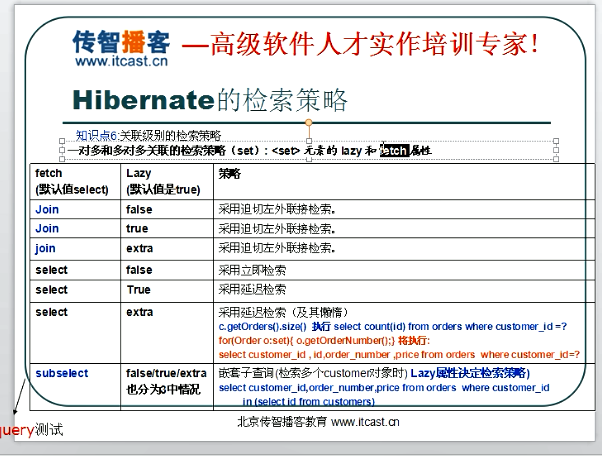 传智播客 —高级软件人才实作培训专家!
www.itcast.cn
Hibernate的检索策略
知识点6:关联级别的检索策略
一对多和多对多关联的检索策略（set）: <set> 元素的 lazy 和 fetch 属性
fetch (默认值select) Lazy (默认值是true) 策略
Join false 采用迫切左外联接检索。
Join true 采用迫切左外联接检索。
join extra 采用迫切左外联接检索。
select false 采用立即检索
select True 采用延迟检索
select extra 采用延迟检索（及其懒惰）
c.getOrders().size() 执行 select count(id) from orders where customer_id =?
for(Order o:set){ o.getOrderNumber();} 将执行:
select customer_id , id,order_number ,price from orders where customer_id=?
subselect false/true/extra 也分为3中情况 嵌套子查询(检索多个customer对象时) Lazy属性决定检索策略)
select customer_id,order_number,price from orders where customer_id
in (select id from customers)
北京传智播客教育 www.itcast.cn
query测试